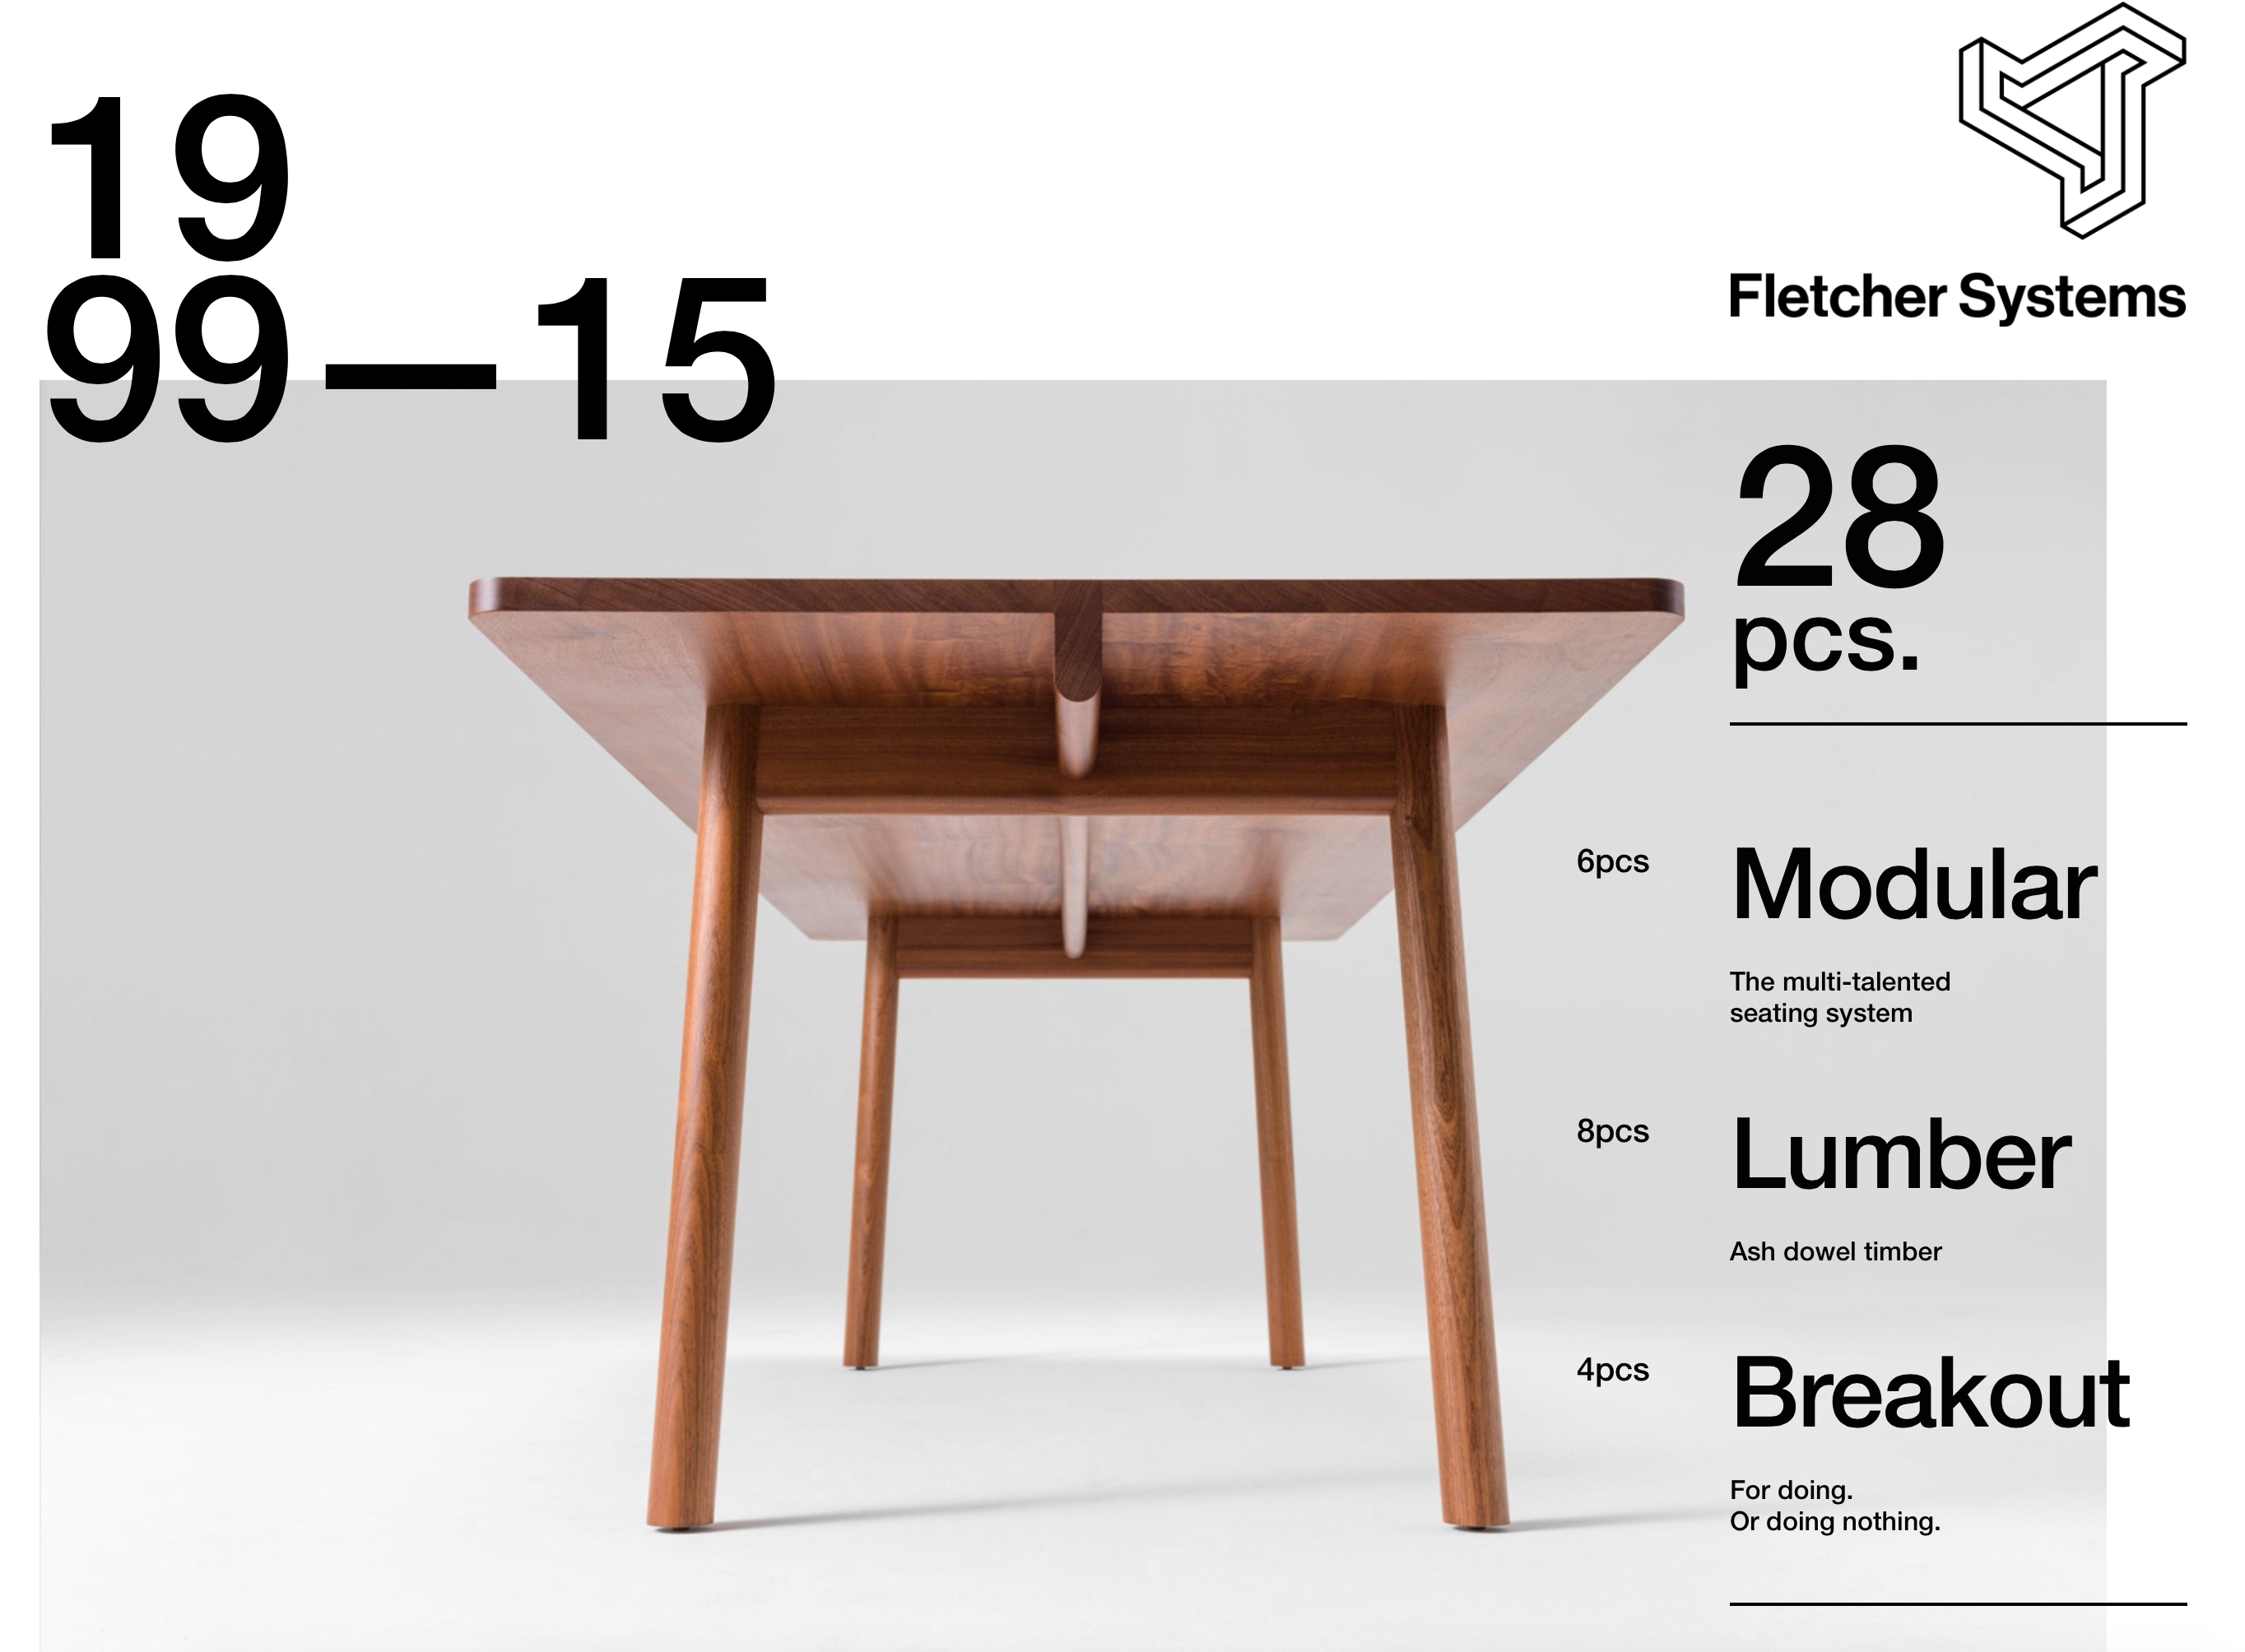 19
99—15
Fletcher Systems
28
pcs.
6pcs
Modular
The multi-talented
seating system
8pcs
Lumber
Ash dowel timber
4pcs
Breakout
For doing.
Or doing nothing.